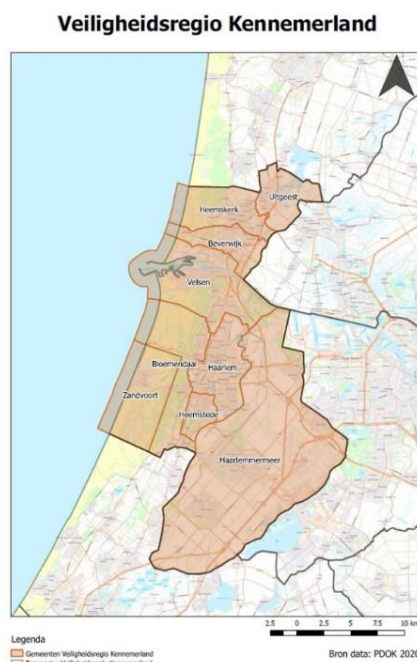 Veiligheidsregio Kennemerland
Uitgeest
Heemskerk
Beverwijk
Velsen
Bloemendaal
Haarlem
Zandvoort
Heemstede
Haarlemmermeer
2.5 0 2.5 5 7.5 10 km
Legenda
Gemeenten Veiligheidsregio Kennemerland
Bron data: PDOK 2020